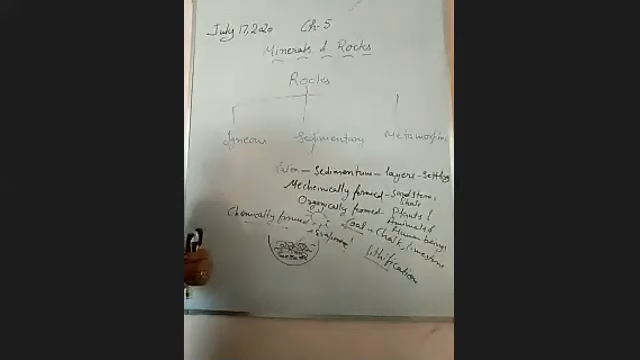 July 17, 2020 Ch-5
Minerals & Rocks
Rocks
Igneous Sedimentary Metamorphic
Latin - Sedimentum - layers - settling
Mechanically formed - Sandstone,
Shale
Organically formed - Plants &
Animals &
Human beings
Chemically formed
Coal - Chalk, limestone
lithification